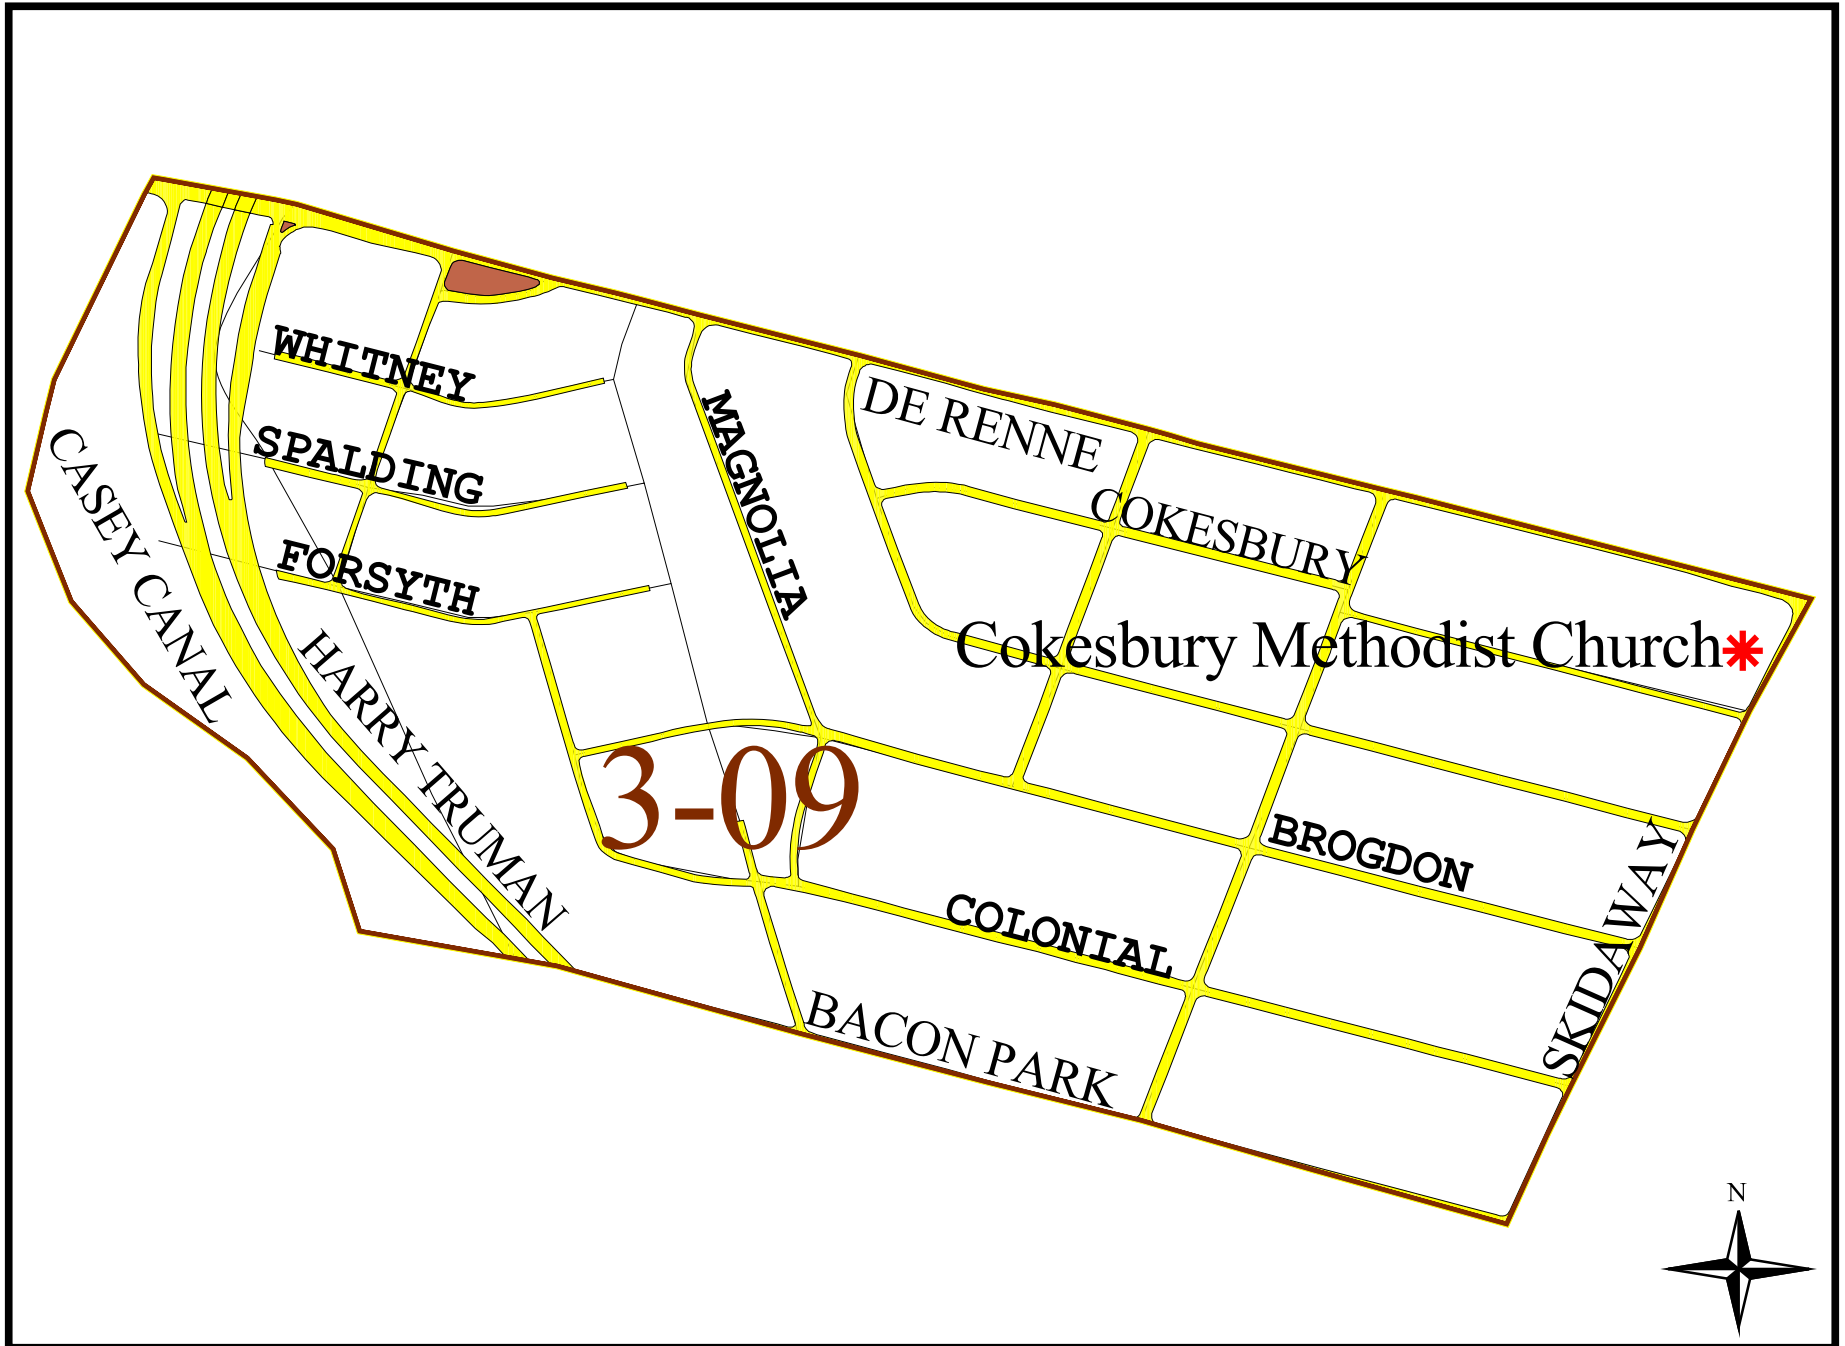 WHITNEY
DE RENNE
MAGNOLIA
SPALDING
CASEY CANAL
COKESBURY
FORSYTH
Cokesbury Methodist Church
HARRY TRUMAN
3-09
BROGDON
SKIDAWAY
COLONIAL
BACON PARK
N